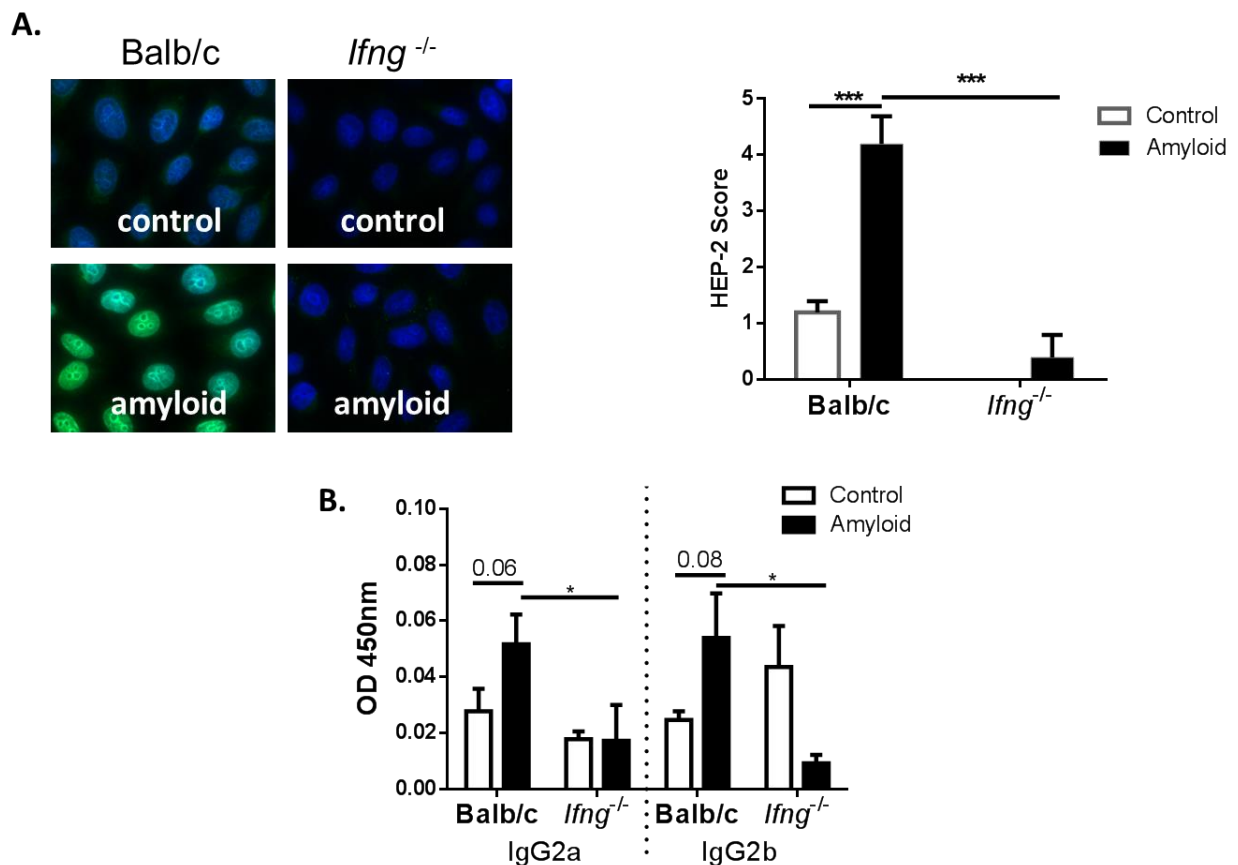 A.
Balb/c
Ifng -/-
control
control
amyloid
amyloid
***
***
Control
Amyloid
HEP-2 Score
5
4
3
2
1
0
Balb/c
Ifng-/-
B.
Control
Amyloid
OD 450nm
0.10
0.08
0.06
0.04
0.02
0.00
0.06
*
0.08
*
Balb/c Ifng-/- Balb/c Ifng-/-
IgG2a IgG2b